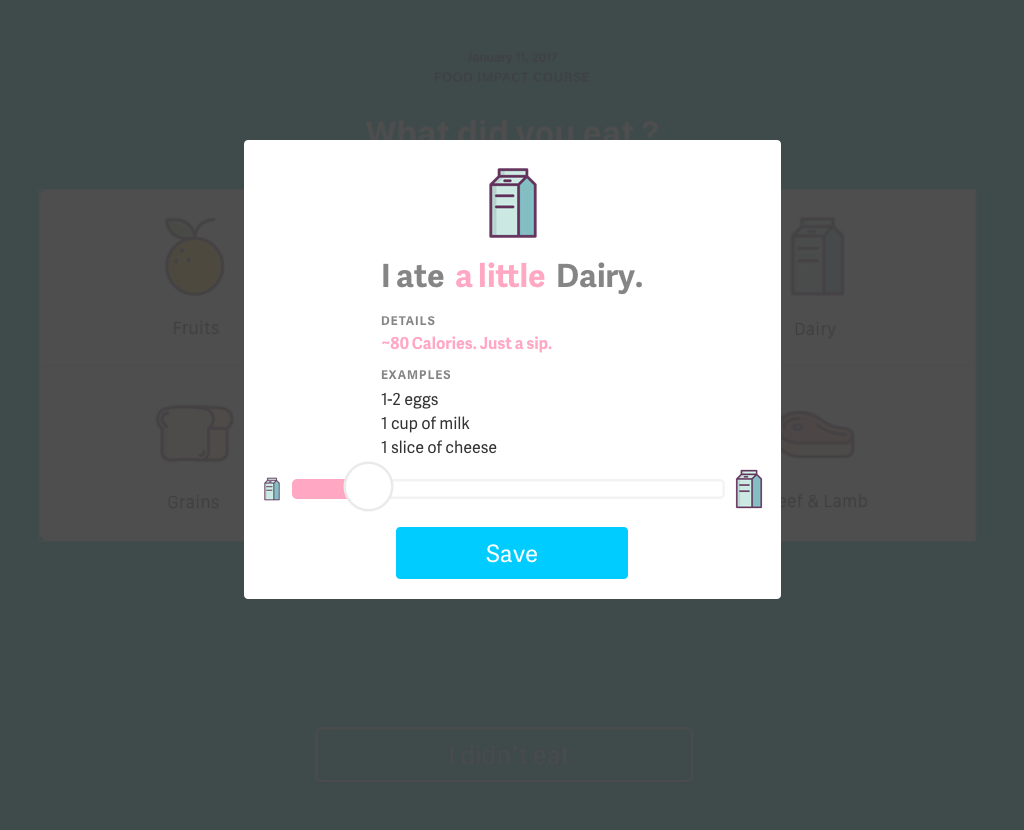 January 11, 2017
FOOD IMPACT COURSE
What did you eat ?
Fruits
Dairy
Grains
eef & Lamb
I ate a little Dairy.
DETAILS
~80 Calories. Just a sip.
EXAMPLES
1-2 eggs
1 cup of milk
1 slice of cheese
Save
I didn't eat